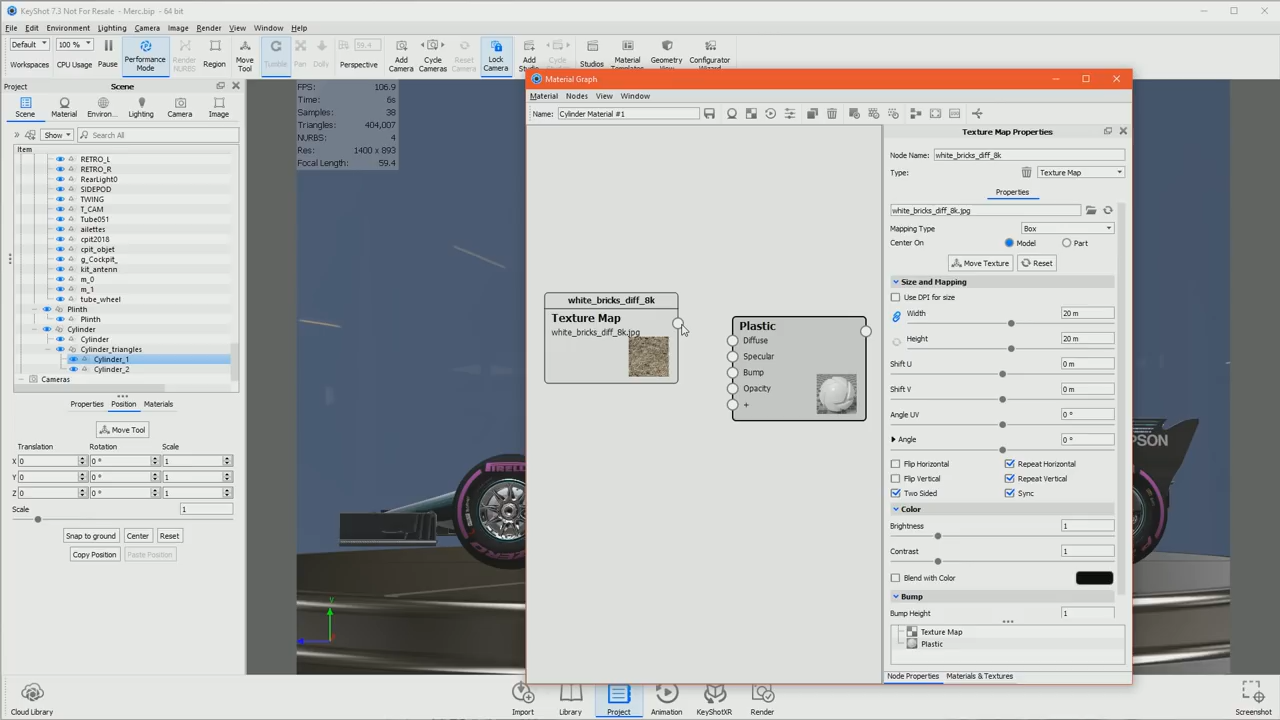 KeyShot 7.3 Not For Resale - Merc.bip - 64 bit
File Edit Environment Lighting Camera Image Render View Window Help
Default 100 % 59.4
Workspaces CPU Usage Pause Performance Mode Render NURBS Region Move Tool Tumble Pan Dolly Perspective Add Camera Cycle Cameras Reset Camera Lock Camera Add Studio Cycle Studios Material Templates Geometry View Configurator Wizard
Project Scene
Scene Material Enviro... Lighting Camera Image
Show Search All
Item
RETRO_L
RETRO_R
RearLight0
SIDEPOD
TWING
T_CAM
Tube051
ailettes
cpit2018
cpit_objet
g_Cockpit_
kit_antenn
m_0
m_1
tube_wheel
Plinth
Plinth
Cylinder
Cylinder
Cylinder_triangles
Cylinder_1
Cylinder_2
Cameras
Properties Position Materials
Move Tool
Translation Rotation Scale
X 0 0 ° 1
Y 0 0 ° 1
Z 0 0 ° 1
Scale 1
Snap to ground Center Reset
Copy Position Paste Position
FPS: 106.9
Time: 6s
Samples: 38
Triangles: 404,007
NURBS: 4
Res: 1400 x 893
Focal Length: 59.4
y
PSON
Material Graph
Material Nodes View Window
Name: Cylinder Material #1
white_bricks_diff_8k
Texture Map
white_bricks_diff_8k.jpg
Plastic
Diffuse
Specular
Bump
Opacity
+
Texture Map Properties
Node Name: white_bricks_diff_8k
Type: Texture Map
Properties
white_bricks_diff_8k.jpg
Mapping Type Box
Center On Model Part
Move Texture Reset
Size and Mapping
Use DPI for size
Width 20 m
Height 20 m
Shift U 0 m
Shift V 0 m
Angle UV 0 °
Angle 0 °
Flip Horizontal Repeat Horizontal
Flip Vertical Repeat Vertical
Two Sided Sync
Color
Brightness 1
Contrast 1
Blend with Color
Bump
Bump Height 1
Texture Map
Plastic
Node Properties Materials & Textures
Cloud Library Import Library Project Animation KeyShotXR Render Screenshot